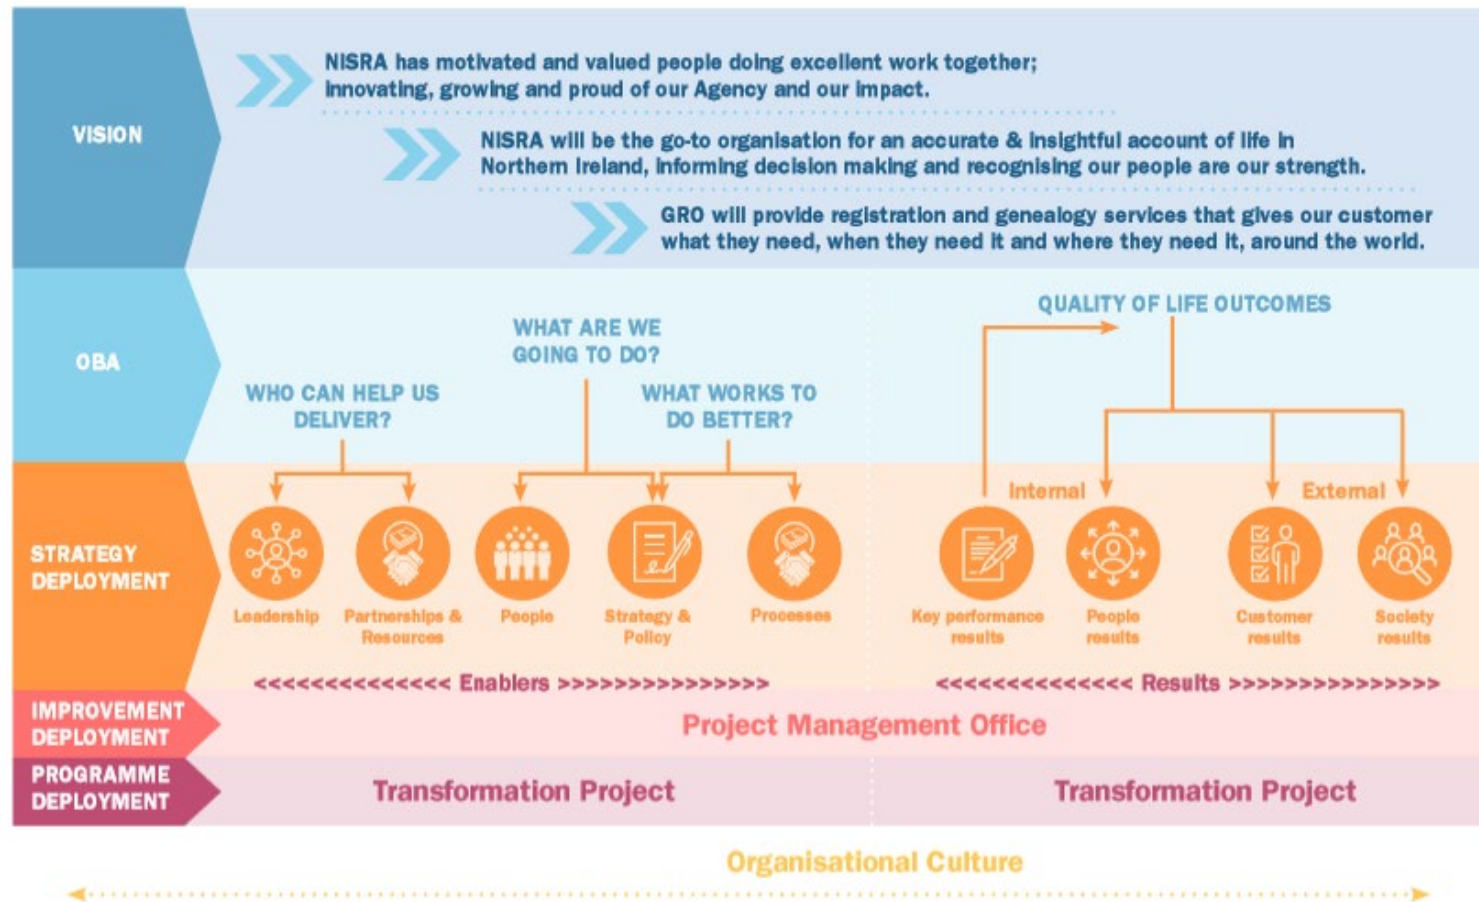 VISION
NISRA has motivated and valued people doing excellent work together;
innovating, growing and proud of our Agency and our impact.
NISRA will be the go-to organisation for an accurate & insightful account of life in
Northern Ireland, informing decision making and recognising our people are our strength.
GRO will provide registration and genealogy services that gives our customer
what they need, when they need it and where they need it, around the world.
OBA
WHO CAN HELP US
DELIVER?
WHAT ARE WE
GOING TO DO?
WHAT WORKS TO
DO BETTER?
QUALITY OF LIFE OUTCOMES
STRATEGY
DEPLOYMENT
Internal
External
Leadership
Partnerships &
Resources
People
Strategy &
Policy
Processes
Key performance
results
People
results
Customer
results
Society
results
<<<<<<<<<<<<<< Enablers >>>>>>>>>>>>>>>
<<<<<<<<<<<<<< Results >>>>>>>>>>>>>>>
IMPROVEMENT
DEPLOYMENT
Project Management Office
PROGRAMME
DEPLOYMENT
Transformation Project
Transformation Project
Organisational Culture